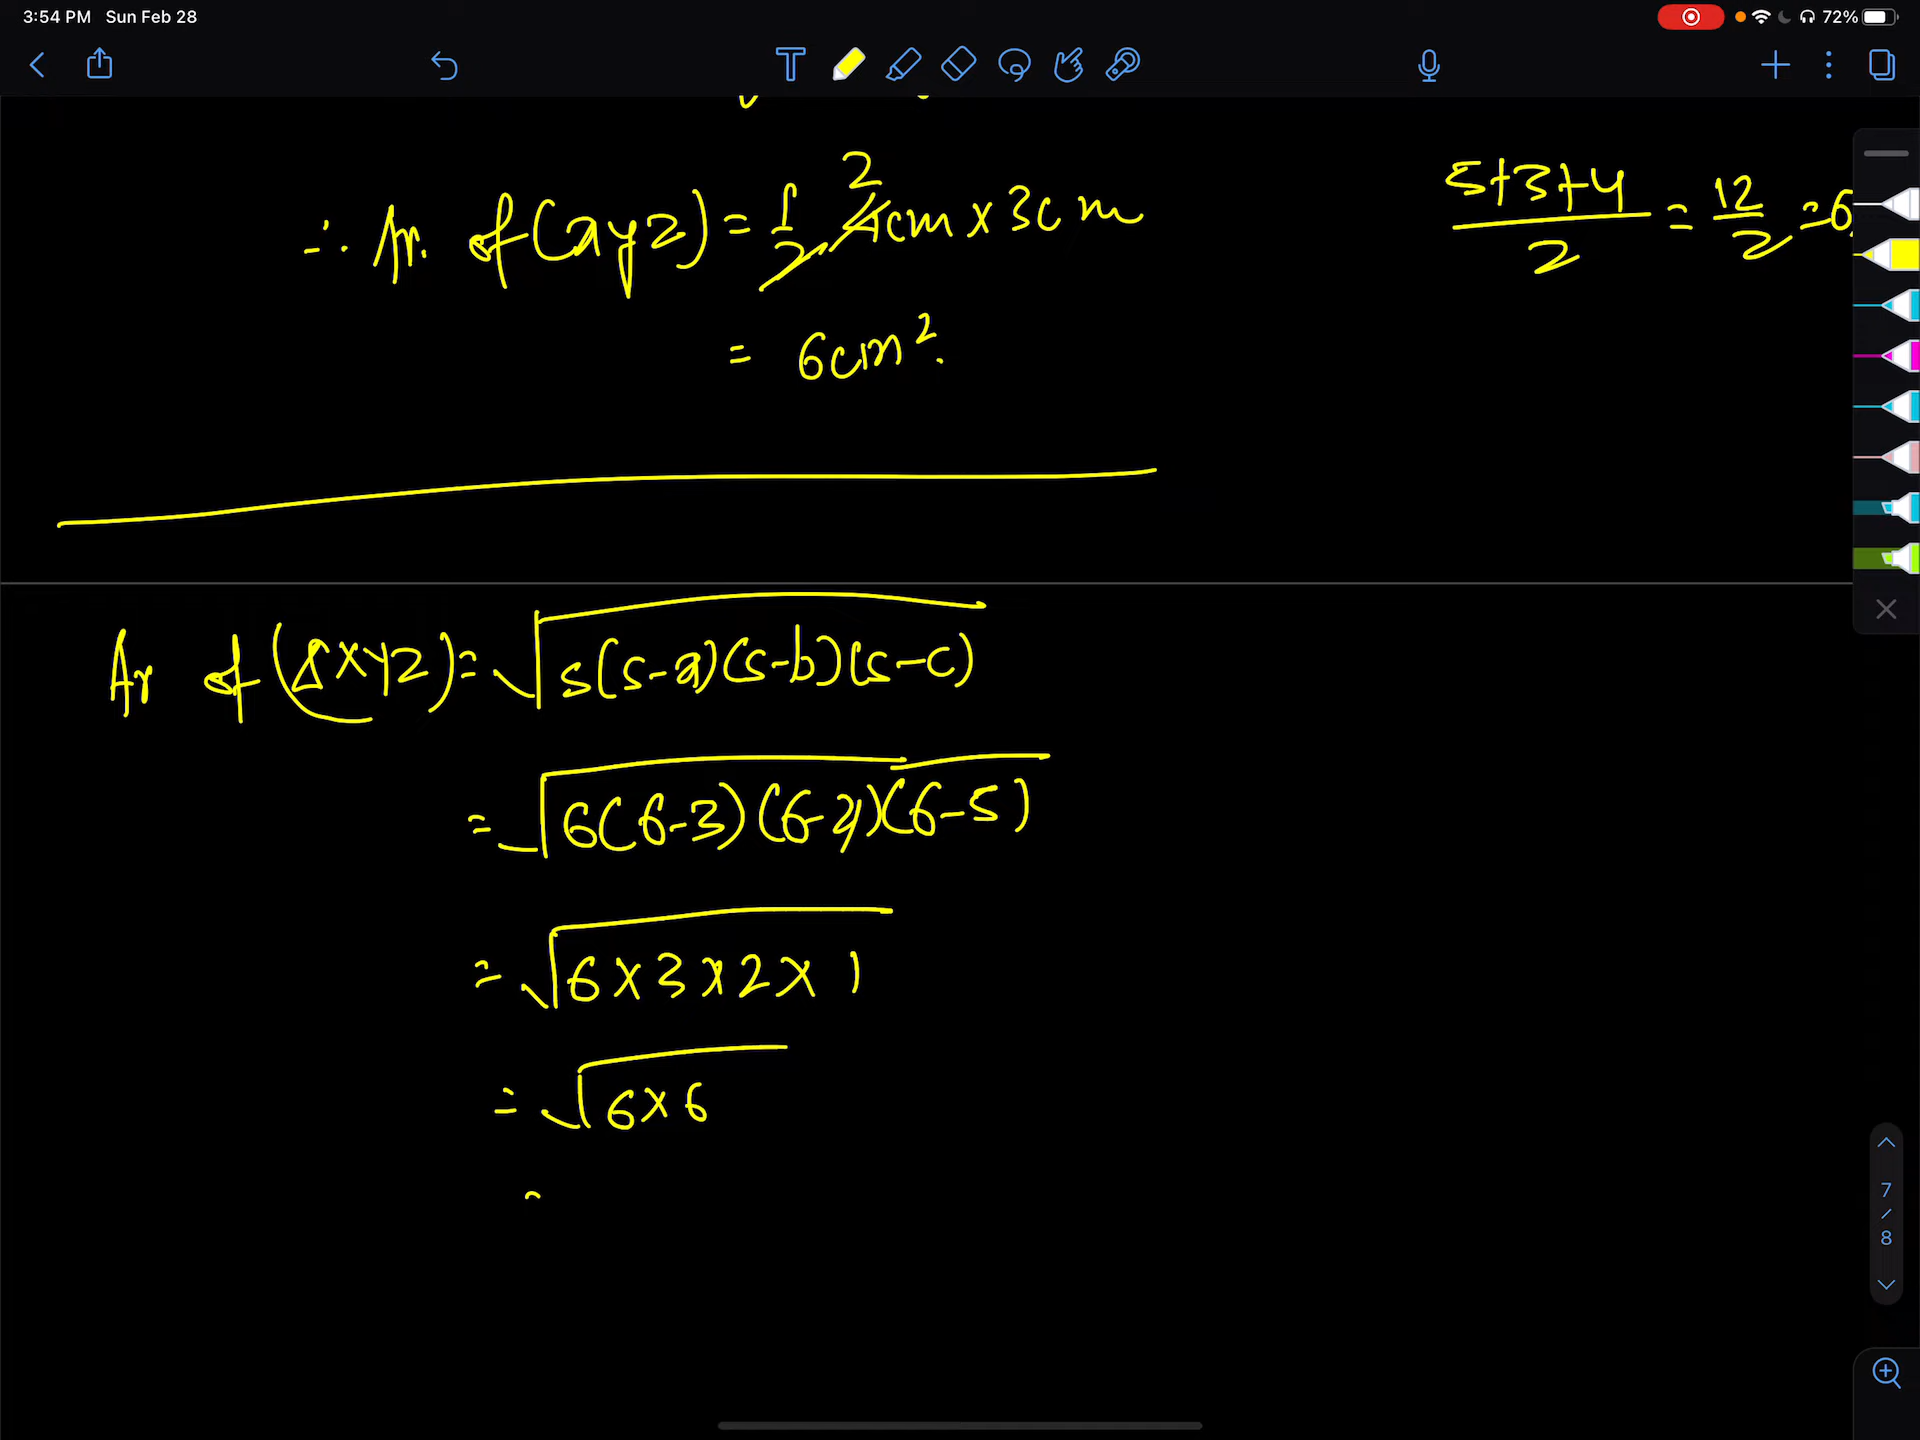 3:54 PM Sun Feb 28
72%
∴ Ar. of (xyz) = 1/2 4cm × 3cm
2
= 6cm².
5+3+4/2 = 12/2 = 6.
Ar of (ΔXYZ) = √s(s-a)(s-b)(s-c)
= √6(6-3)(6-4)(6-5)
= √6×3×2×1
= √6×6
7
/
8